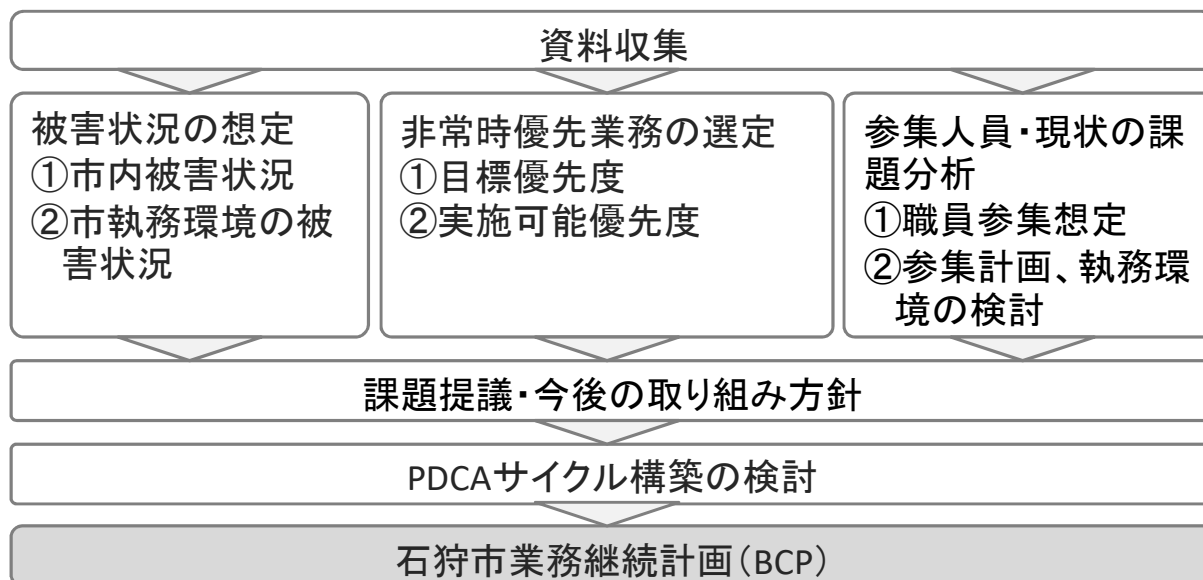 資料収集
被害状況の想定
①市内被害状況
②市執務環境の被
害状況
非常時優先業務の選定
①目標優先度
②実施可能優先度
参集人員・現状の課
題分析
①職員参集想定
②参集計画、執務環
境の検討
課題提議・今後の取り組み方針
PDCAサイクル構築の検討
石狩市業務継続計画（BCP）